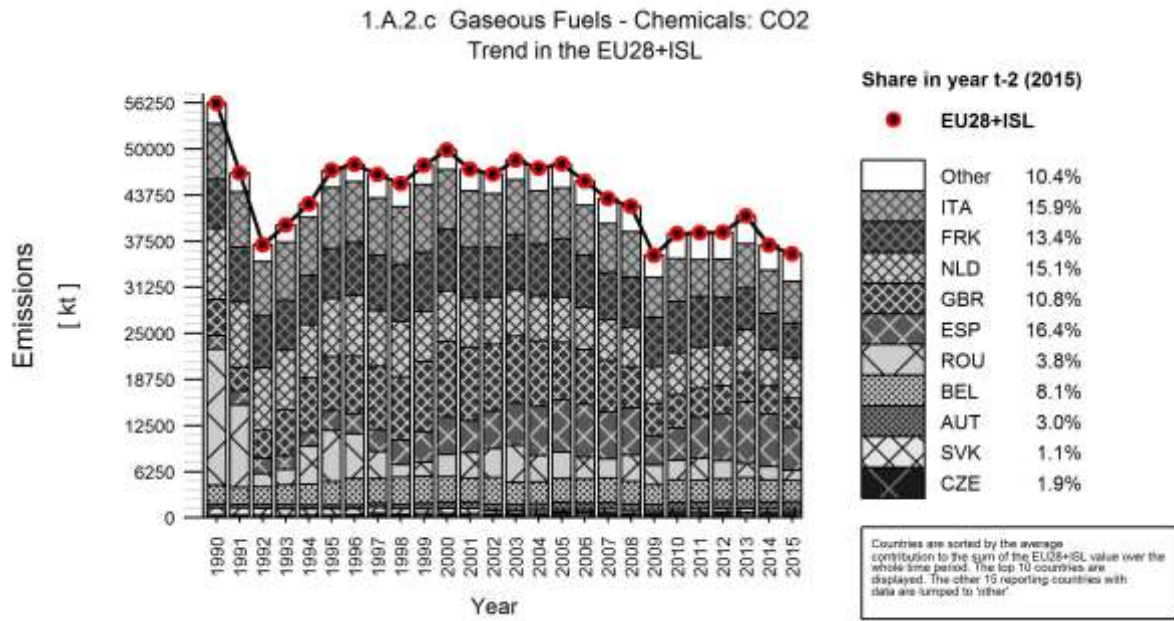 1.A.2.c Gaseous Fuels - Chemicals: CO2
Trend in the EU28+ISL
Emissions
[ kt ]
56250
50000
43750
37500
31250
25000
18750
12500
6250
0
1990 1991 1992 1993 1994 1995 1996 1997 1998 1999 2000 2001 2002 2003 2004 2005 2006 2007 2008 2009 2010 2011 2012 2013 2014 2015
Year
Share in year t-2 (2015)
EU28+ISL
Other 10.4%
ITA 15.9%
FRK 13.4%
NLD 15.1%
GBR 10.8%
ESP 16.4%
ROU 3.8%
BEL 8.1%
AUT 3.0%
SVK 1.1%
CZE 1.9%
Countries are sorted by the average
contribution to the sum of the EU28+ISL value over the
whole time period. The top 10 countries are
displayed. The other 15 reporting countries with
data are lumped to 'other'